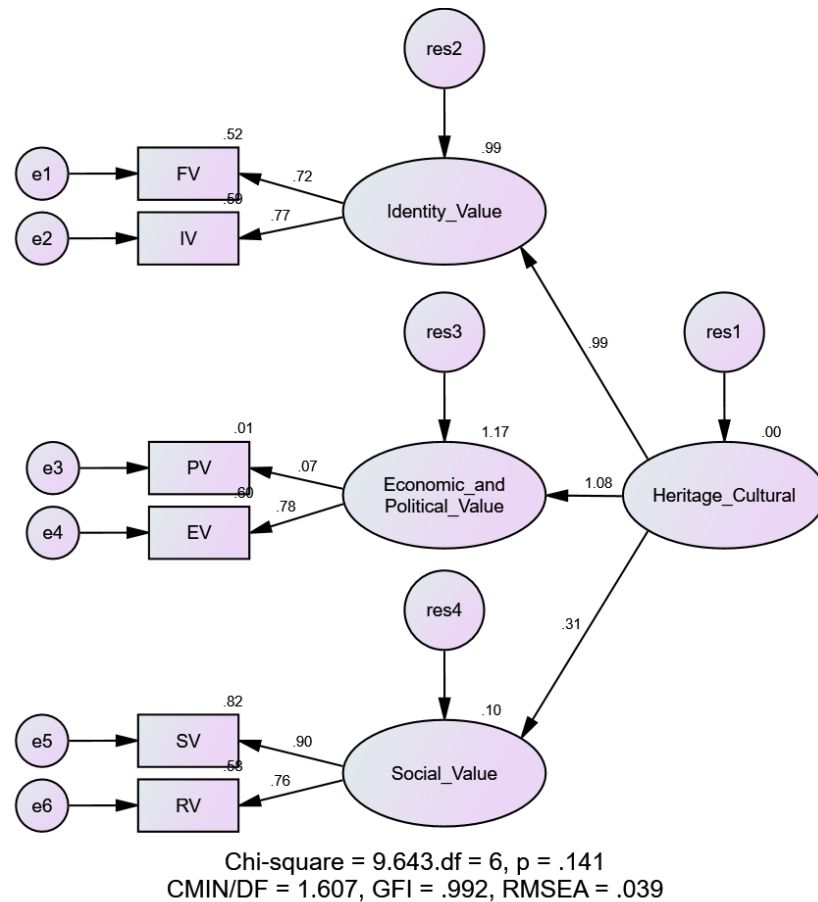 res2
.52
.99
e1
FV
.72
Identity_Value
.59
e2
IV
.77
res3
res1
.99
.01
1.17
.00
e3
PV
.07
Economic_and
Political_Value
1.08
Heritage_Cultural
.60
e4
EV
.78
res4
.31
.82
.10
e5
SV
.90
Social_Value
.58
e6
RV
.76
Chi-square = 9.643.df = 6, p = .141
CMIN/DF = 1.607, GFI = .992, RMSEA = .039